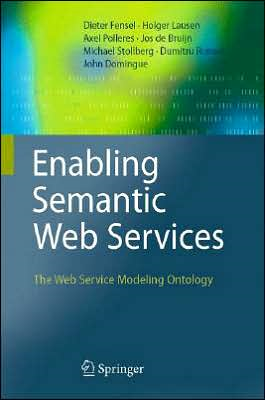 Dieter Fensel · Holger Lausen
Axel Polleres · Jos de Bruijn
Michael Stollberg · Dumitru Roman
John Domingue
Enabling
Semantic
Web Services
The Web Service Modeling Ontology
Springer